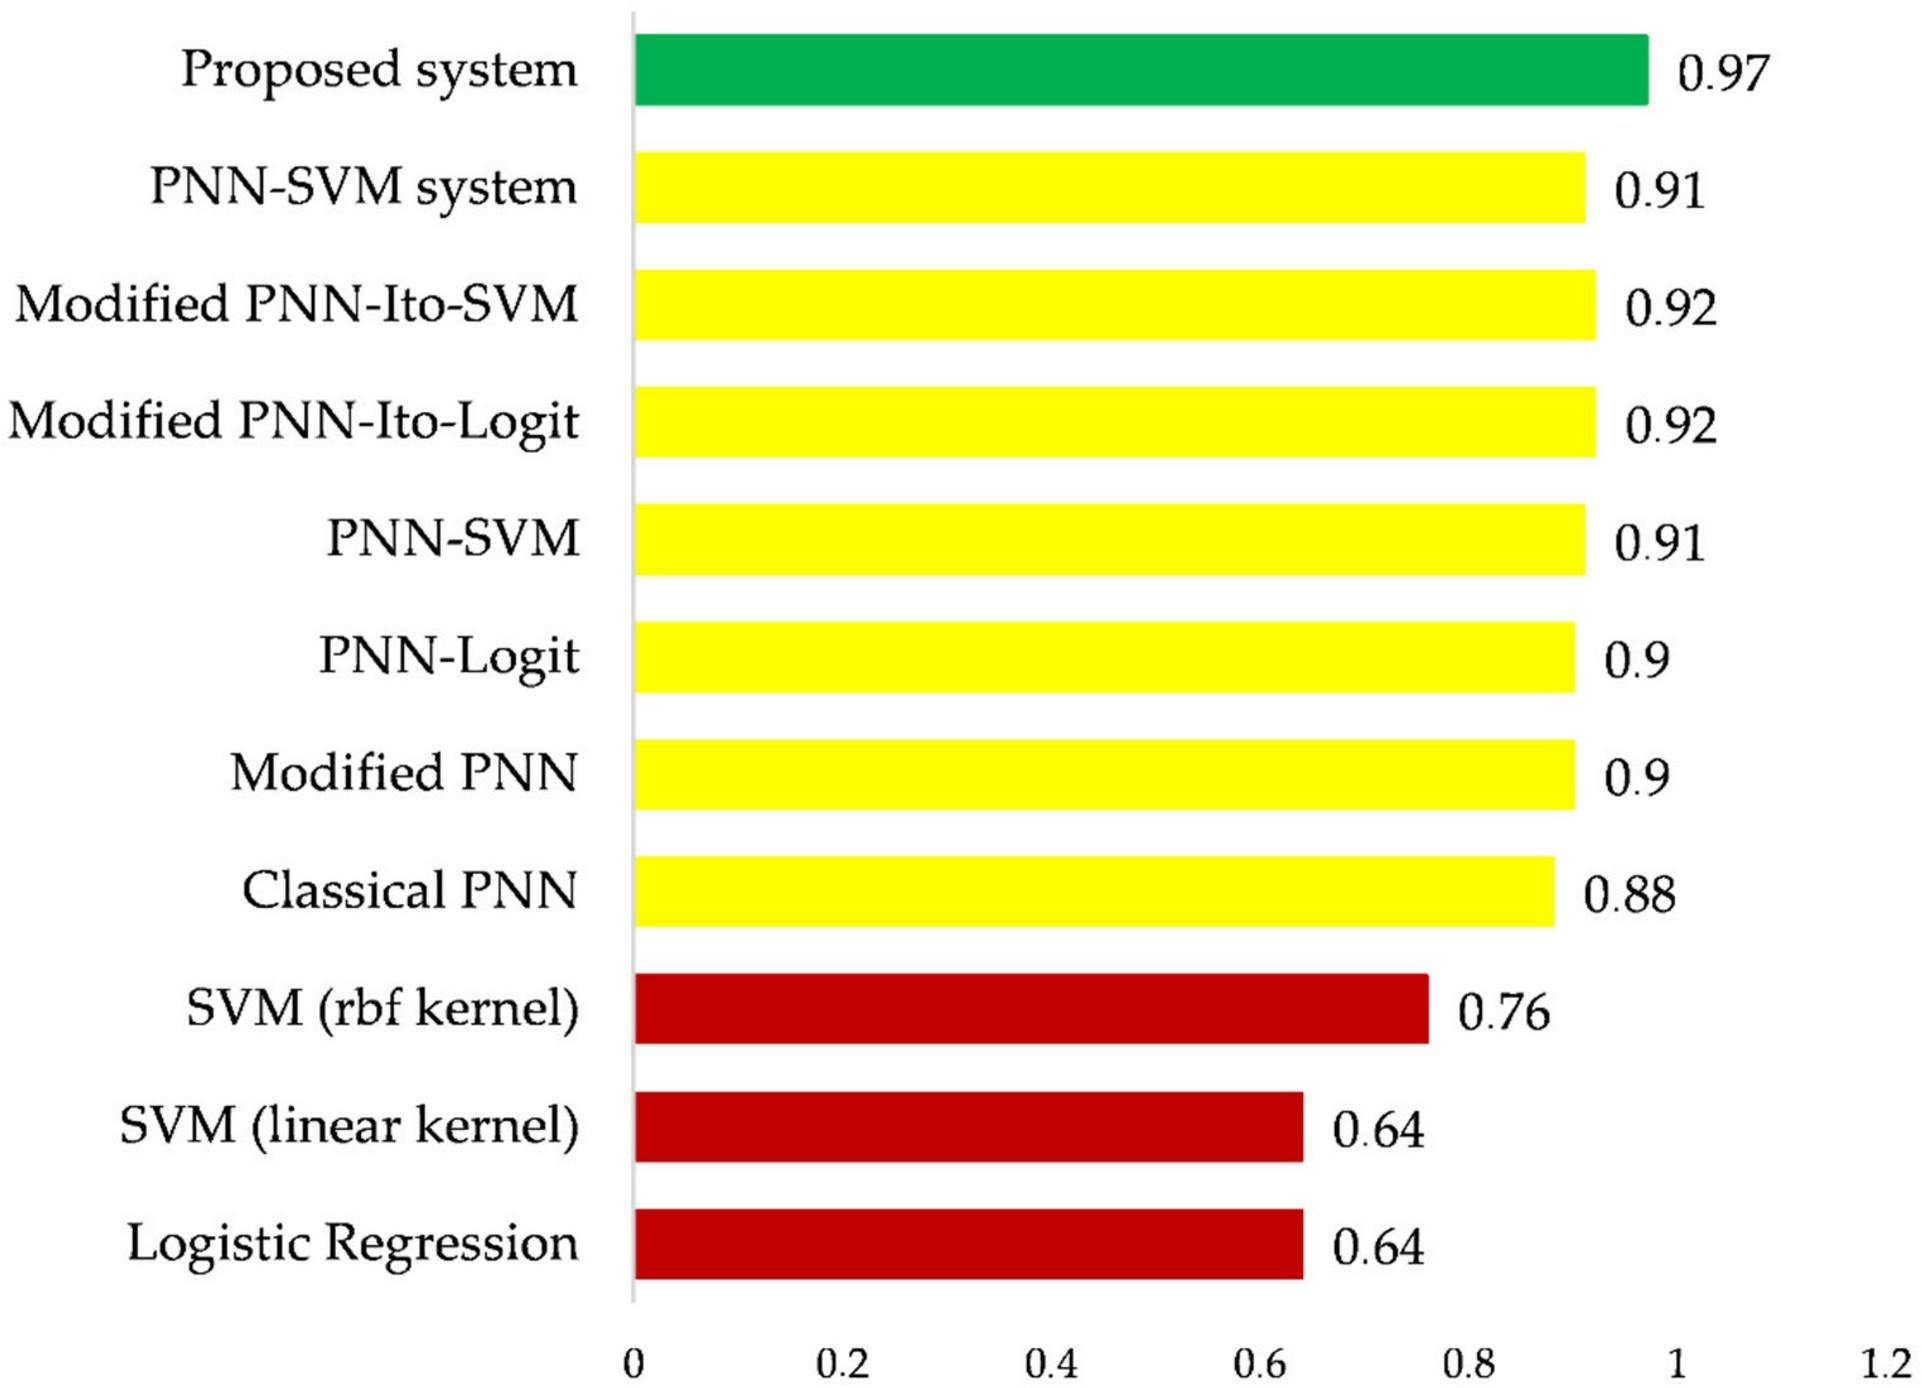 Proposed system 0.97
PNN-SVM system 0.91
Modified PNN-Ito-SVM 0.92
Modified PNN-Ito-Logit 0.92
PNN-SVM 0.91
PNN-Logit 0.9
Modified PNN 0.9
Classical PNN 0.88
SVM (rbf kernel) 0.76
SVM (linear kernel) 0.64
Logistic Regression 0.64
0 0.2 0.4 0.6 0.8 1 1.2